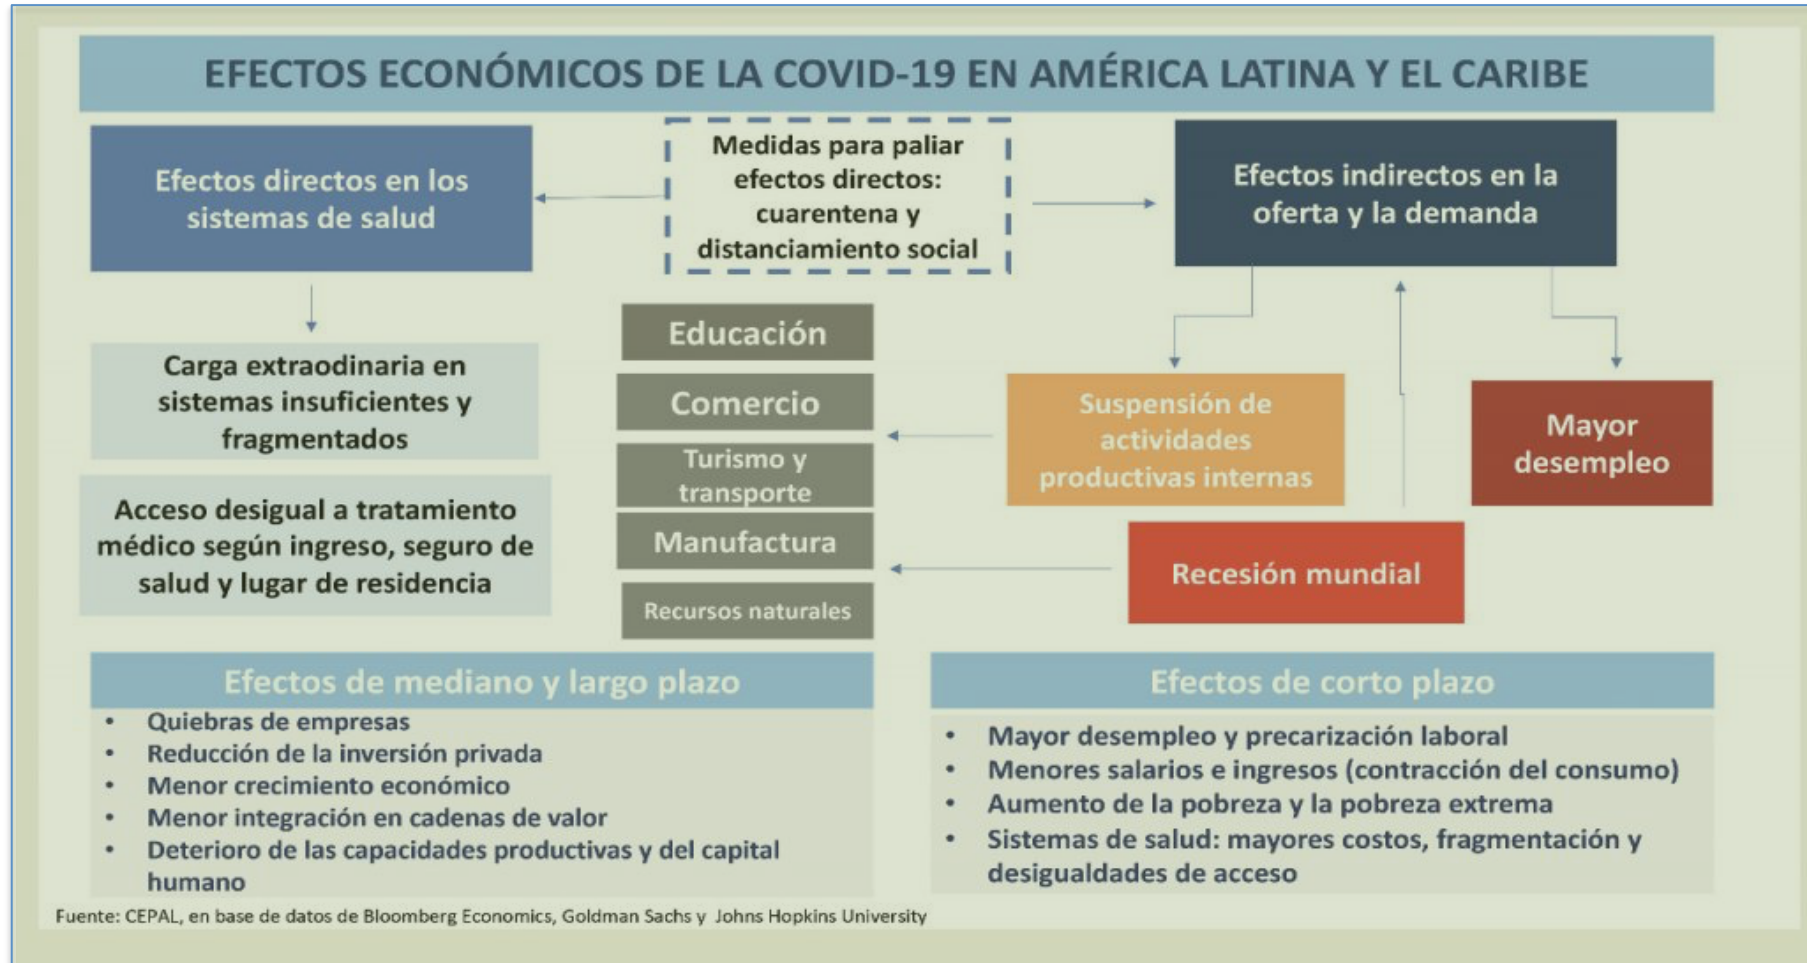 EFECTOS ECONÓMICOS DE LA COVID-19 EN AMÉRICA LATINA Y EL CARIBE
Efectos directos en los
sistemas de salud
Medidas para paliar
efectos directos:
cuarentena y
distanciamiento social
Efectos indirectos en la
oferta y la demanda
Carga extraodinaria en
sistemas insuficientes y
fragmentados
Acceso desigual a tratamiento
médico según ingreso, seguro de
salud y lugar de residencia
Educación
Comercio
Turismo y
transporte
Manufactura
Recursos naturales
Suspensión de
actividades
productivas internas
Mayor
desempleo
Recesión mundial
Efectos de mediano y largo plazo
• Quiebras de empresas
• Reducción de la inversión privada
• Menor crecimiento económico
• Menor integración en cadenas de valor
• Deterioro de las capacidades productivas y del capital
humano
Efectos de corto plazo
• Mayor desempleo y precarización laboral
• Menores salarios e ingresos (contracción del consumo)
• Aumento de la pobreza y la pobreza extrema
• Sistemas de salud: mayores costos, fragmentación y
desigualdades de acceso
Fuente: CEPAL, en base de datos de Bloomberg Economics, Goldman Sachs y Johns Hopkins University